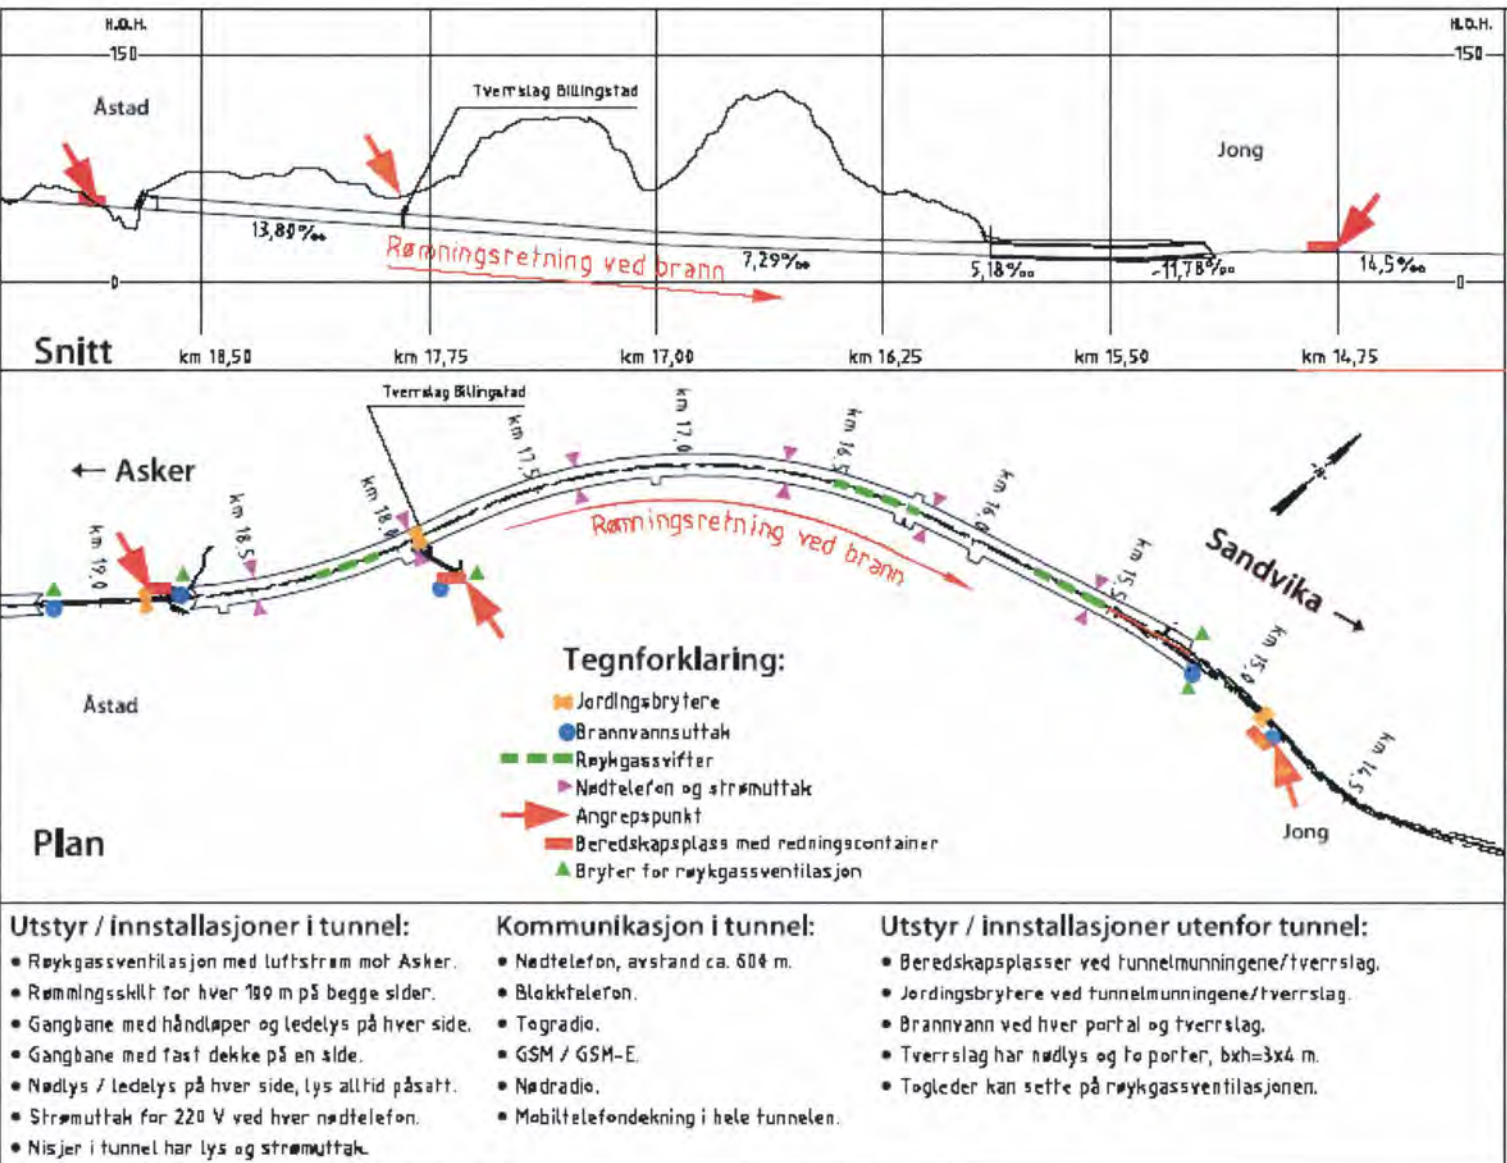 H.O.H.
H.O.H.
150
150
Åstad
Tverrslag Billingstad
Jong
13,80‰
Rømningsretning ved brann
7,29‰
5,18‰
-11,78‰
14,5‰
0
0
Snitt
km 18,50
km 17,75
km 17,00
km 16,25
km 15,50
km 14,75
Tverrslag Billingstad
← Asker
km 19,0
km 18,5
km 18,0
km 17,5
km 17,0
km 16,5
km 16,0
km 15,5
km 15,0
km 14,5
Rømningsretning ved brann
Sandvika →
Åstad
Tegnforklaring:
Jordingsbrytere
Brannvannsuttak
Røykgassvifter
Nødtelefon og strømuttak
Angrepspunkt
Beredskapsplass med redningscontainer
Bryter for røykgassventilasjon
Jong
Plan
Utstyr / innstallasjoner i tunnel:
• Røykgassventilasjon med luftstrøm mot Asker.
• Rømmingsskilt for hver 100 m på begge sider.
• Gangbane med håndløper og ledelys på hver side.
• Gangbane med fast dekke på en side.
• Nødlys / ledelys på hver side, lys alltid påsatt.
• Strømuttak for 220 V ved hver nødtelefon.
• Nisjer i tunnel har lys og strømuttak.
Kommunikasjon i tunnel:
• Nødtelefon, avstand ca. 600 m.
• Blokktelefon.
• Togradio.
• GSM / GSM-E.
• Nødradio.
• Mobiltelefondekning i hele tunnelen.
Utstyr / innstallasjoner utenfor tunnel:
• Beredskapsplasser ved tunnelmunningene/tverrslag.
• Jordingsbrytere ved tunnelmunningene/tverrslag.
• Brannvann ved hver portal og tverrslag.
• Tverrslag har nødlys og to porter, bxh=3x4 m.
• Togleder kan sette på røykgassventilasjonen.